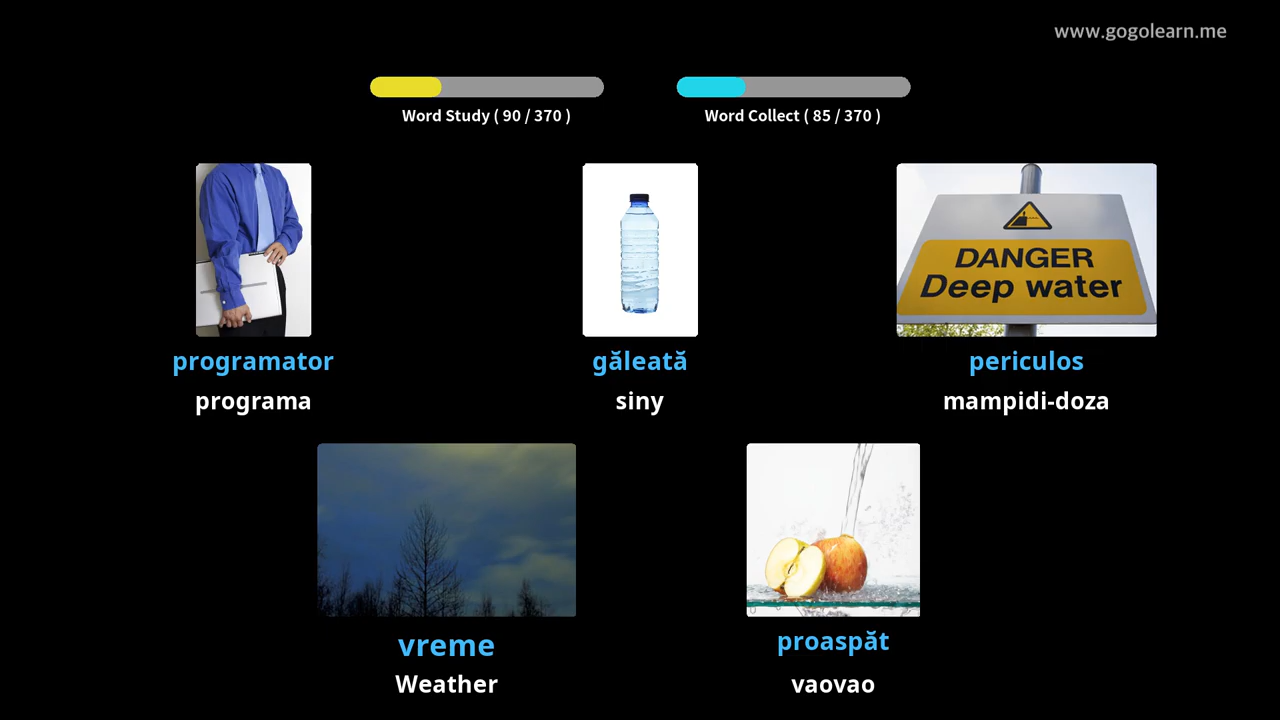 www.gogolearn.me
Word Study ( 90 / 370 )
Word Collect ( 85 / 370 )
DANGER
Deep water
programator
găleată
periculos
programa
siny
mampidi-doza
vreme
proaspăt
Weather
vaovao